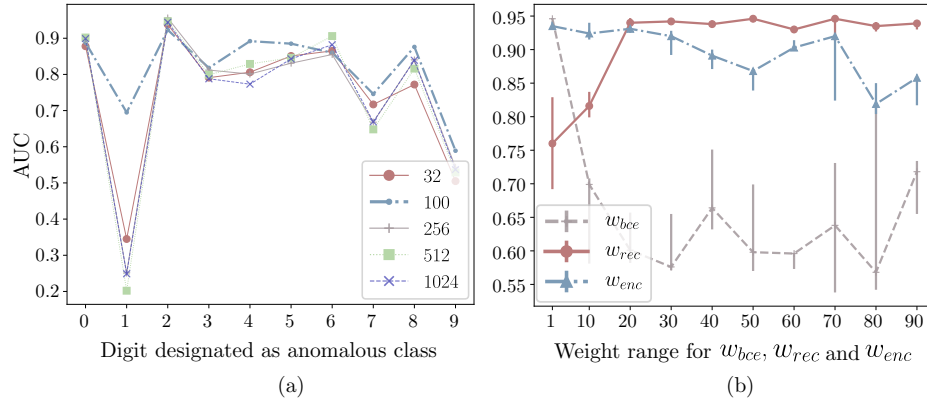 AUC
0.9
0.8
0.7
0.6
0.5
0.4
0.3
0.2
32
100
256
512
1024
0 1 2 3 4 5 6 7 8 9
Digit designated as anomalous class
(a)
0.95
0.90
0.85
0.80
0.75
0.70
0.65
0.60
0.55
w_bce
w_rec
w_enc
1 10 20 30 40 50 60 70 80 90
Weight range for w_bce, w_rec and w_enc
(b)